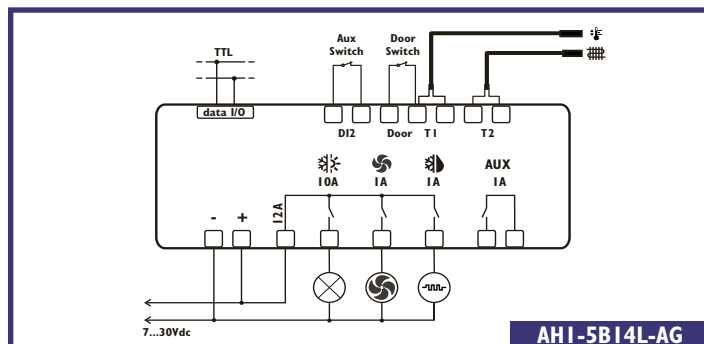 Aux Switch
Door Switch
TTL
data I/O
DI2
Door
T1
T2
10A
1A
1A
AUX
1A
12A
-
+
7...30Vdc
AH1-5B14L-AG